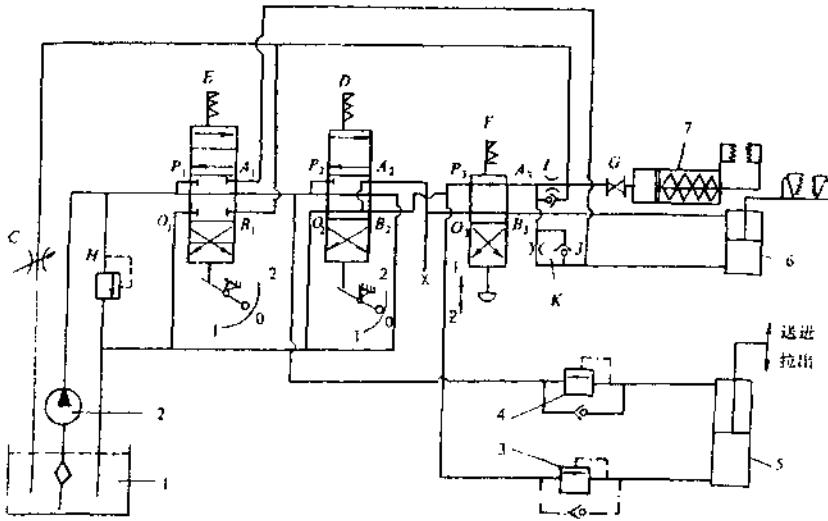 E
D
F
P₁
A₁
P₂
A₂
P₃
A₃
I
G
7
O₁
B₁
O₂
B₂
O₃
B₃
J
K
C
H
2
1
0
2
1
0
1
2
6
送进
拉出
4
3
5
2
1